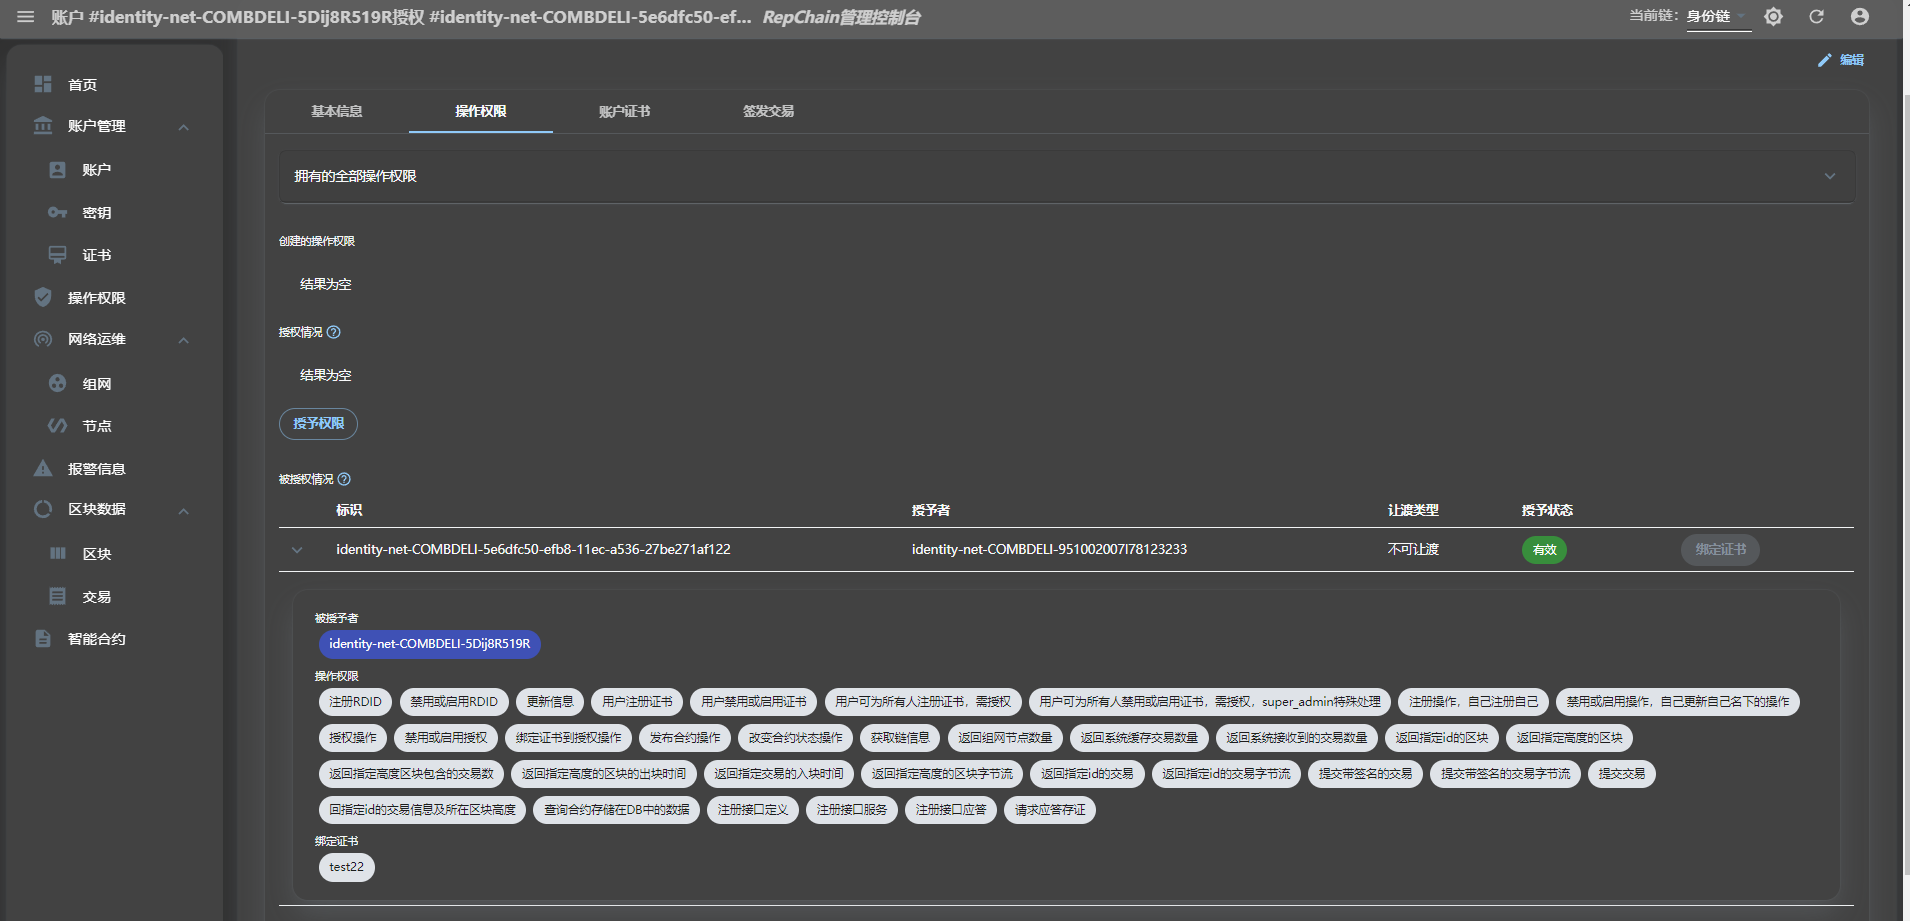 账户 #identity-net-COMBDELI-5Dij8R519R授权 #identity-net-COMBDELI-5e6dfc50-ef... RepChain管理控制台
当前链： 身份链
首页
账户管理
账户
密钥
证书
操作权限
网络运维
组网
节点
报警信息
区块数据
区块
交易
智能合约
编辑
基本信息 操作权限 账户证书 签发交易
拥有的全部操作权限
创建的操作权限
结果为空
授权情况
结果为空
授予权限
被授权情况
标识 授予者 让渡类型 授予状态
identity-net-COMBDELI-5e6dfc50-efb8-11ec-a536-27be271af122 identity-net-COMBDELI-951002007l78123233 不可让渡 有效 绑定证书
被授予者
identity-net-COMBDELI-5Dij8R519R
操作权限
注册RDID 禁用或启用RDID 更新信息 用户注册证书 用户禁用或启用证书 用户可为所有人注册证书，需授权 用户可为所有人禁用或启用证书，需授权，super_admin特殊处理 注册操作，自己注册自己 禁用或启用操作，自己更新自己名下的操作
授权操作 禁用或启用授权 绑定证书到授权操作 发布合约操作 改变合约状态操作 获取链信息 返回组网节点数量 返回系统缓存交易数量 返回系统接收到的交易数量 返回指定id的区块 返回指定高度的区块
返回指定高度区块包含的交易数 返回指定高度的区块的出块时间 返回指定交易的入块时间 返回指定高度的区块字节流 返回指定id的交易 返回指定id的交易字节流 提交带签名的交易 提交带签名的交易字节流 提交交易
回指定id的交易信息及所在区块高度 查询合约存储在DB中的数据 注册接口定义 注册接口服务 注册接口应答 请求应答存证
绑定证书
test22